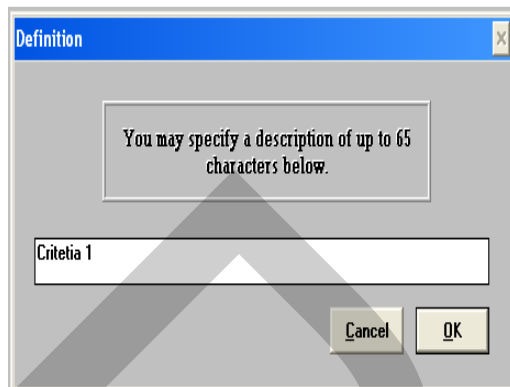 Definition
You may specify a description of up to 65
characters below.
Critetia 1
Cancel
OK